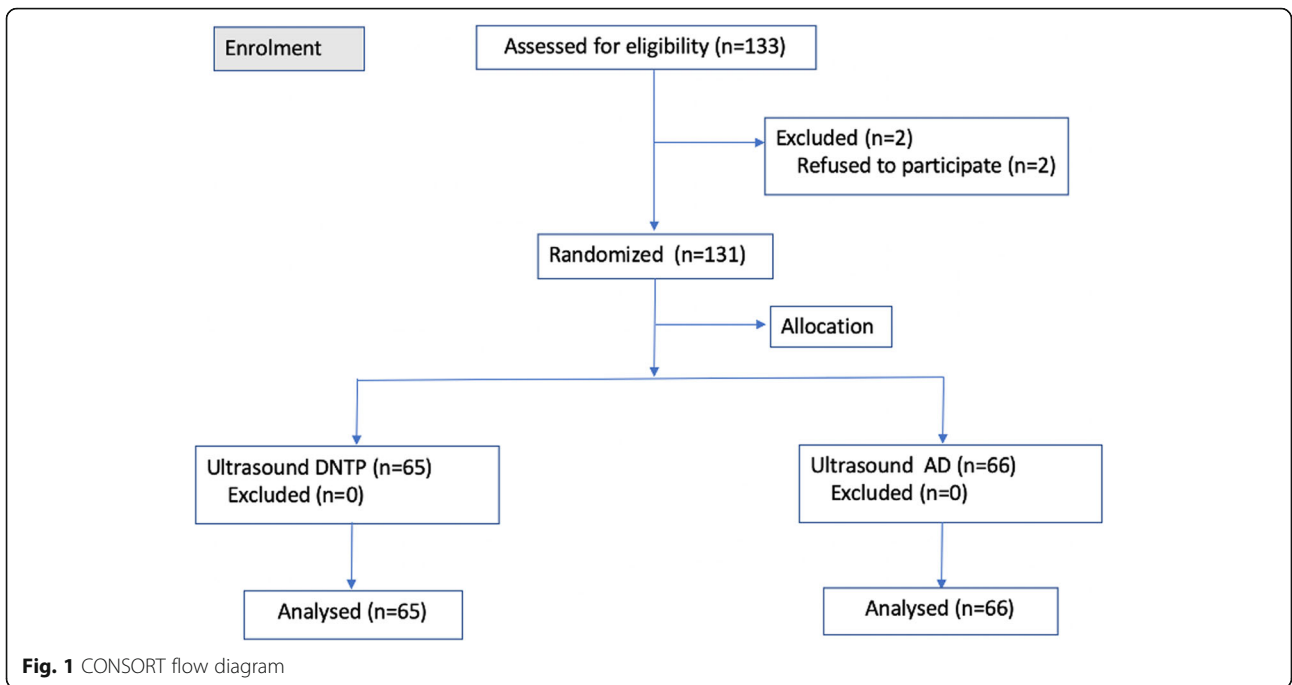 Enrolment
Assessed for eligibility (n=133)
Excluded (n=2)
Refused to participate (n=2)
Randomized (n=131)
Allocation
Ultrasound DNTP (n=65)
Excluded (n=0)
Ultrasound AD (n=66)
Excluded (n=0)
Analysed (n=65)
Analysed (n=66)
Fig. 1 CONSORT flow diagram